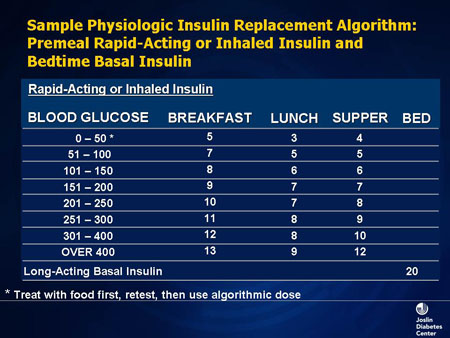 Sample Physiologic Insulin Replacement Algorithm:
Premeal Rapid-Acting or Inhaled Insulin and
Bedtime Basal Insulin
Rapid-Acting or Inhaled Insulin
BLOOD GLUCOSE BREAKFAST LUNCH SUPPER BED
0 – 50 * 5 3 4
51 – 100 7 5 5
101 – 150 8 6 6
151 – 200 9 7 7
201 – 250 10 7 8
251 – 300 11 8 9
301 – 400 12 8 10
OVER 400 13 9 12
Long-Acting Basal Insulin 20
* Treat with food first, retest, then use algorithmic dose
Joslin
Diabetes
Center